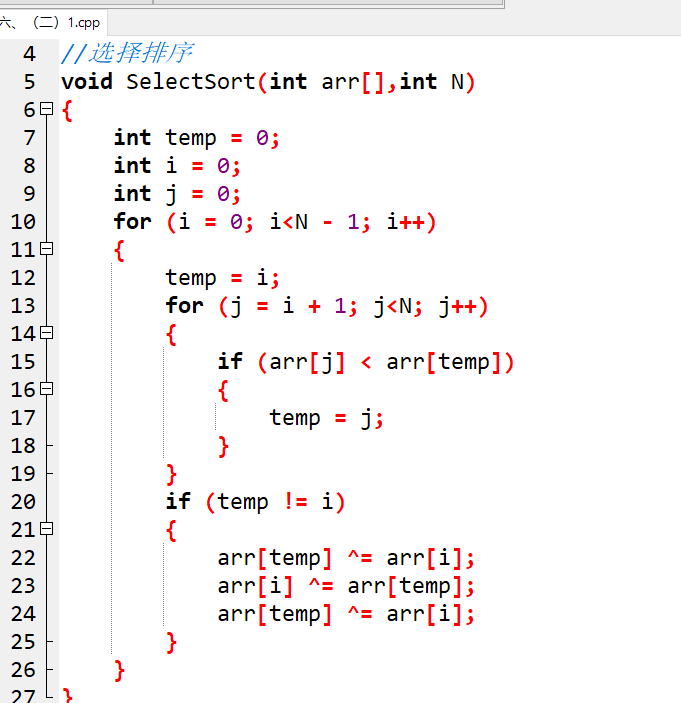 六、（二）1.cpp
4 //选择排序
5 void SelectSort(int arr[],int N)
6 {
7 int temp = 0;
8 int i = 0;
9 int j = 0;
10 for (i = 0; i<N - 1; i++)
11 {
12 temp = i;
13 for (j = i + 1; j<N; j++)
14 {
15 if (arr[j] < arr[temp])
16 {
17 temp = j;
18 }
19 }
20 if (temp != i)
21 {
22 arr[temp] ^= arr[i];
23 arr[i] ^= arr[temp];
24 arr[temp] ^= arr[i];
25 }
26 }
27 }